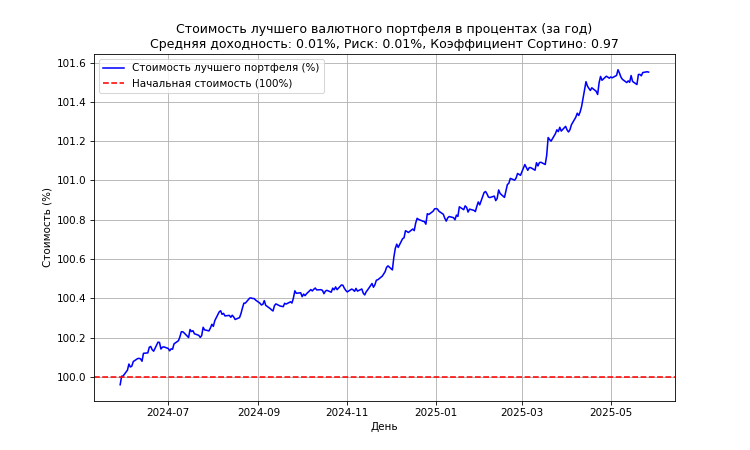 Стоимость лучшего валютного портфеля в процентах (за год)
Средняя доходность: 0.01%, Риск: 0.01%, Коэффициент Сортино: 0.97
Стоимость лучшего портфеля (%)
Начальная стоимость (100%)
Стоимость (%)
101.6
101.4
101.2
101.0
100.8
100.6
100.4
100.2
100.0
2024-07
2024-09
2024-11
2025-01
2025-03
2025-05
День